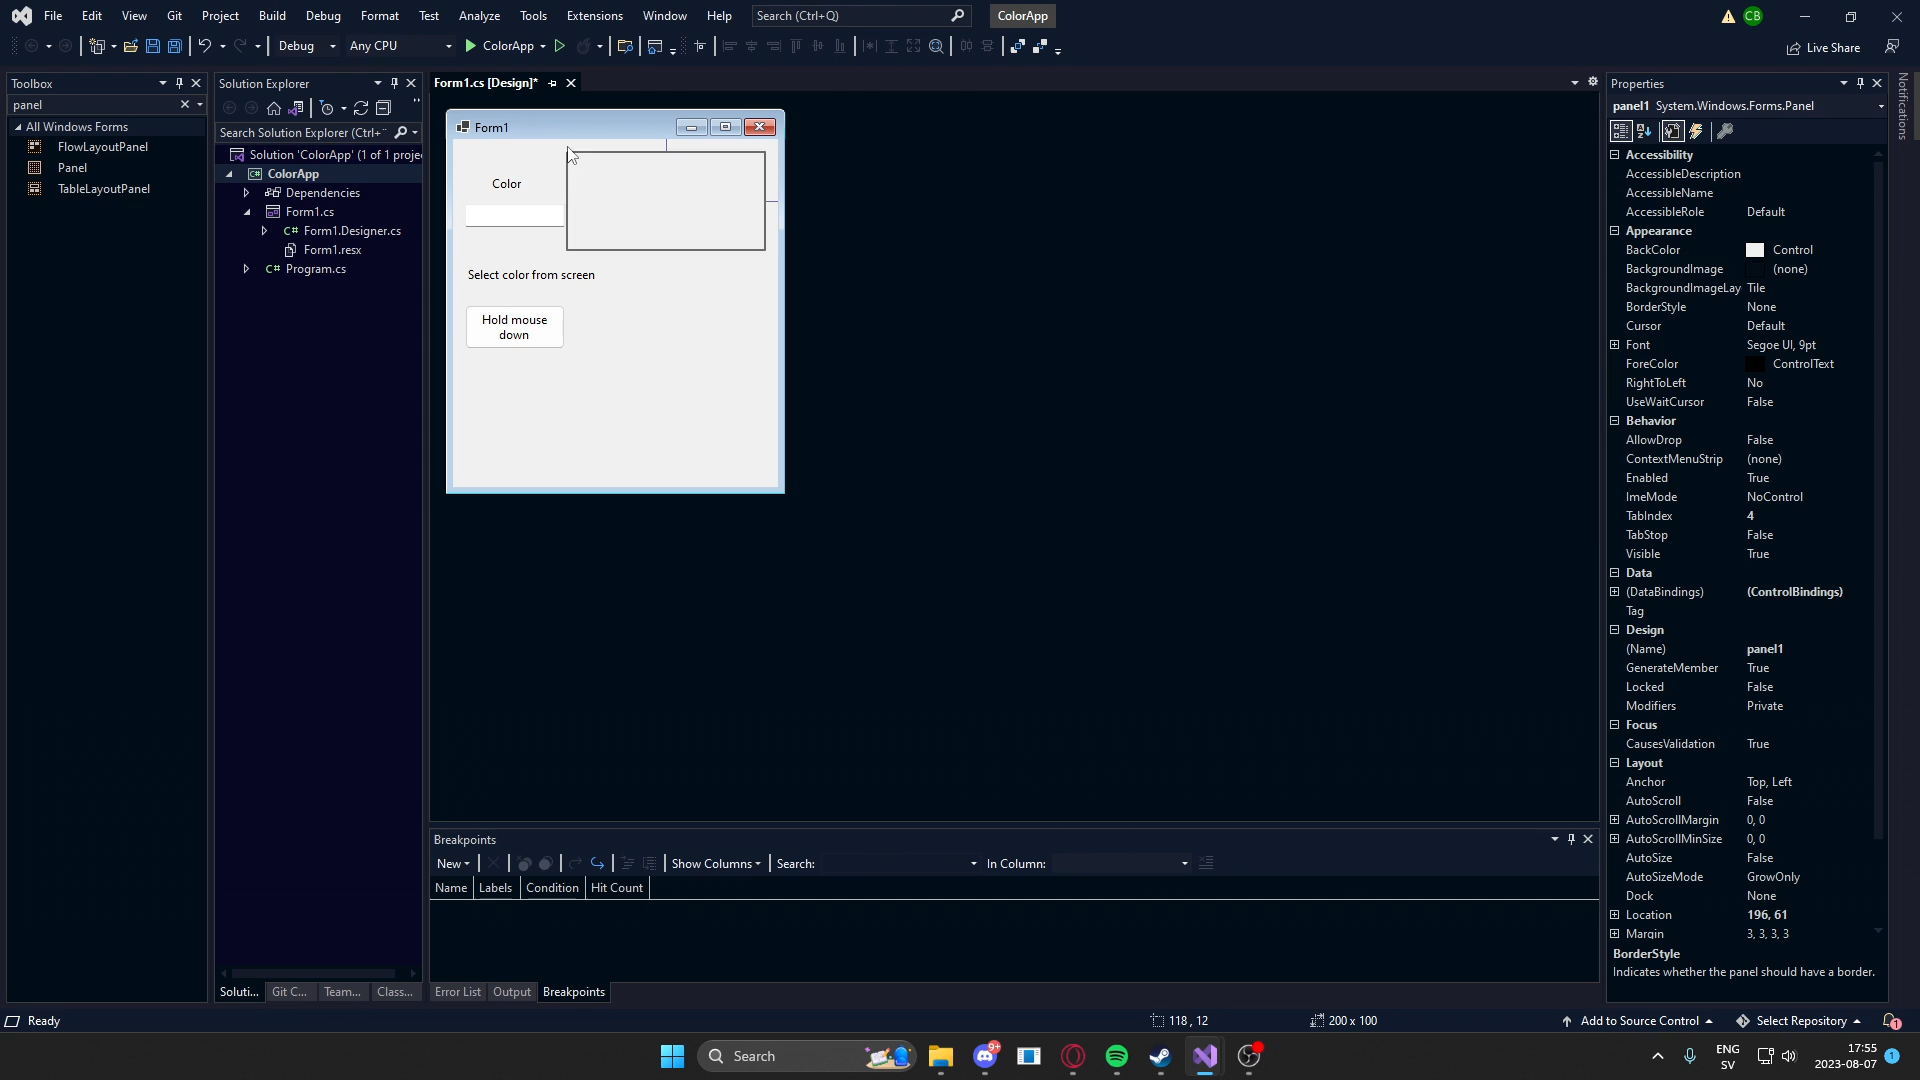 File Edit View Git Project Build Debug Format Test Analyze Tools Extensions Window Help Search (Ctrl+Q) ColorApp CB
Debug Any CPU ColorApp Live Share
Toolbox
panel
All Windows Forms
FlowLayoutPanel
Panel
TableLayoutPanel
Solution Explorer
Search Solution Explorer (Ctrl+
Solution 'ColorApp' (1 of 1 proje
C# ColorApp
Dependencies
Form1.cs
C# Form1.Designer.cs
Form1.resx
C# Program.cs
Soluti... Git C... Team... Class...
Form1.cs [Design]*
Form1
Color
Select color from screen
Hold mouse
down
Breakpoints
New Show Columns Search: In Column:
Name Labels Condition Hit Count
Error List Output Breakpoints
Properties
panel1 System.Windows.Forms.Panel
Accessibility
AccessibleDescription
AccessibleName
AccessibleRole Default
Appearance
BackColor Control
BackgroundImage (none)
BackgroundImageLay Tile
BorderStyle None
Cursor Default
Font Segoe UI, 9pt
ForeColor ControlText
RightToLeft No
UseWaitCursor False
Behavior
AllowDrop False
ContextMenuStrip (none)
Enabled True
ImeMode NoControl
TabIndex 4
TabStop False
Visible True
Data
(DataBindings) (ControlBindings)
Tag
Design
(Name) panel1
GenerateMember True
Locked False
Modifiers Private
Focus
CausesValidation True
Layout
Anchor Top, Left
AutoScroll False
AutoScrollMargin 0, 0
AutoScrollMinSize 0, 0
AutoSize False
AutoSizeMode GrowOnly
Dock None
Location 196, 61
Margin 3, 3, 3, 3
BorderStyle
Indicates whether the panel should have a border.
Notifications
Ready 118 , 12 200 x 100 Add to Source Control Select Repository 1
Search 9+ ENG 17:55
SV 2023-08-07 1